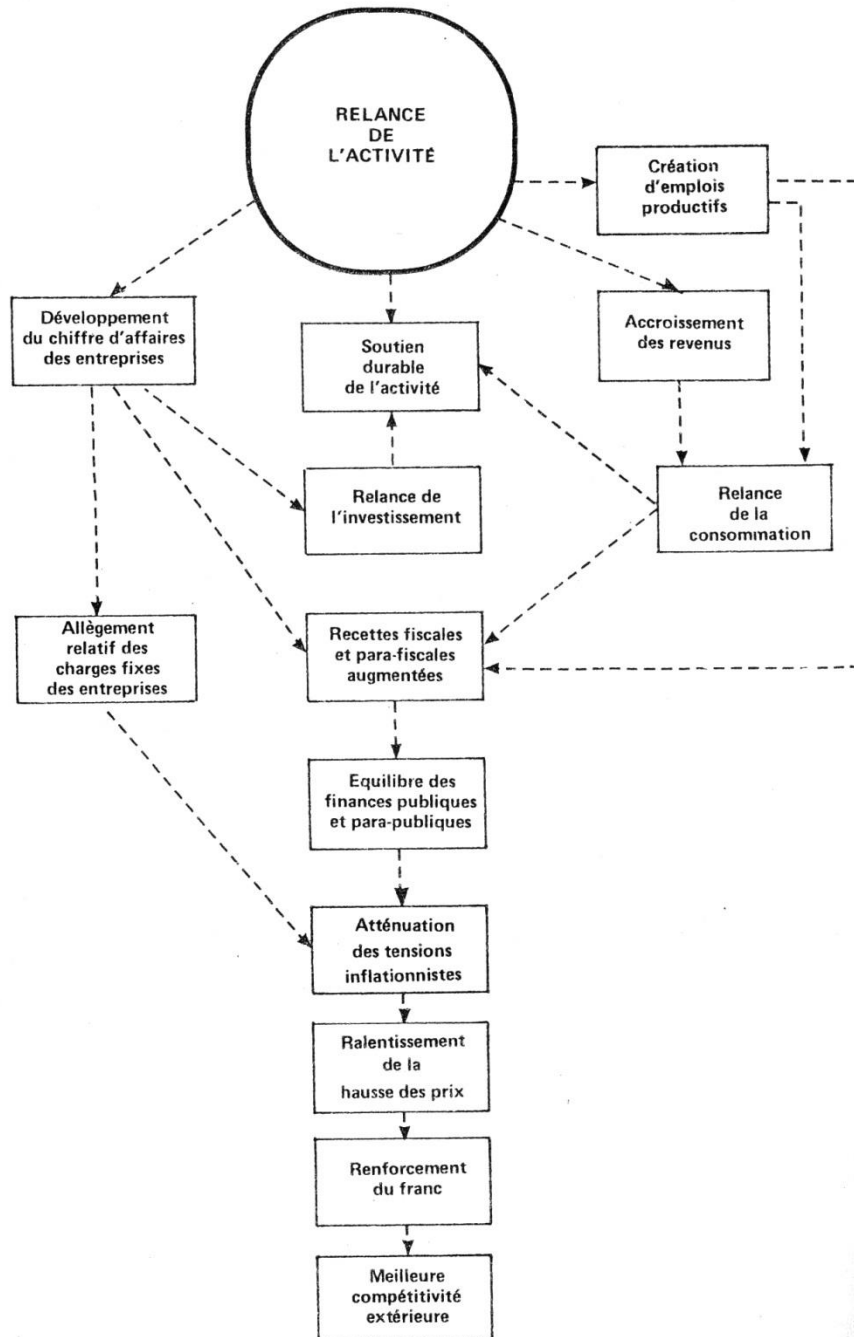 RELANCE
DE
L'ACTIVITÉ
Création
d'emplois
productifs
Développement
du chiffre d'affaires
des entreprises
Soutien
durable
de l'activité
Accroissement
des revenus
Relance de
l'investissement
Relance
de la
consommation
Allègement
relatif des
charges fixes
des entreprises
Recettes fiscales
et para-fiscales
augmentées
Equilibre des
finances publiques
et para-publiques
Atténuation
des tensions
inflationnistes
Ralentissement
de la
hausse des prix
Renforcement
du franc
Meilleure
compétitivité
extérieure